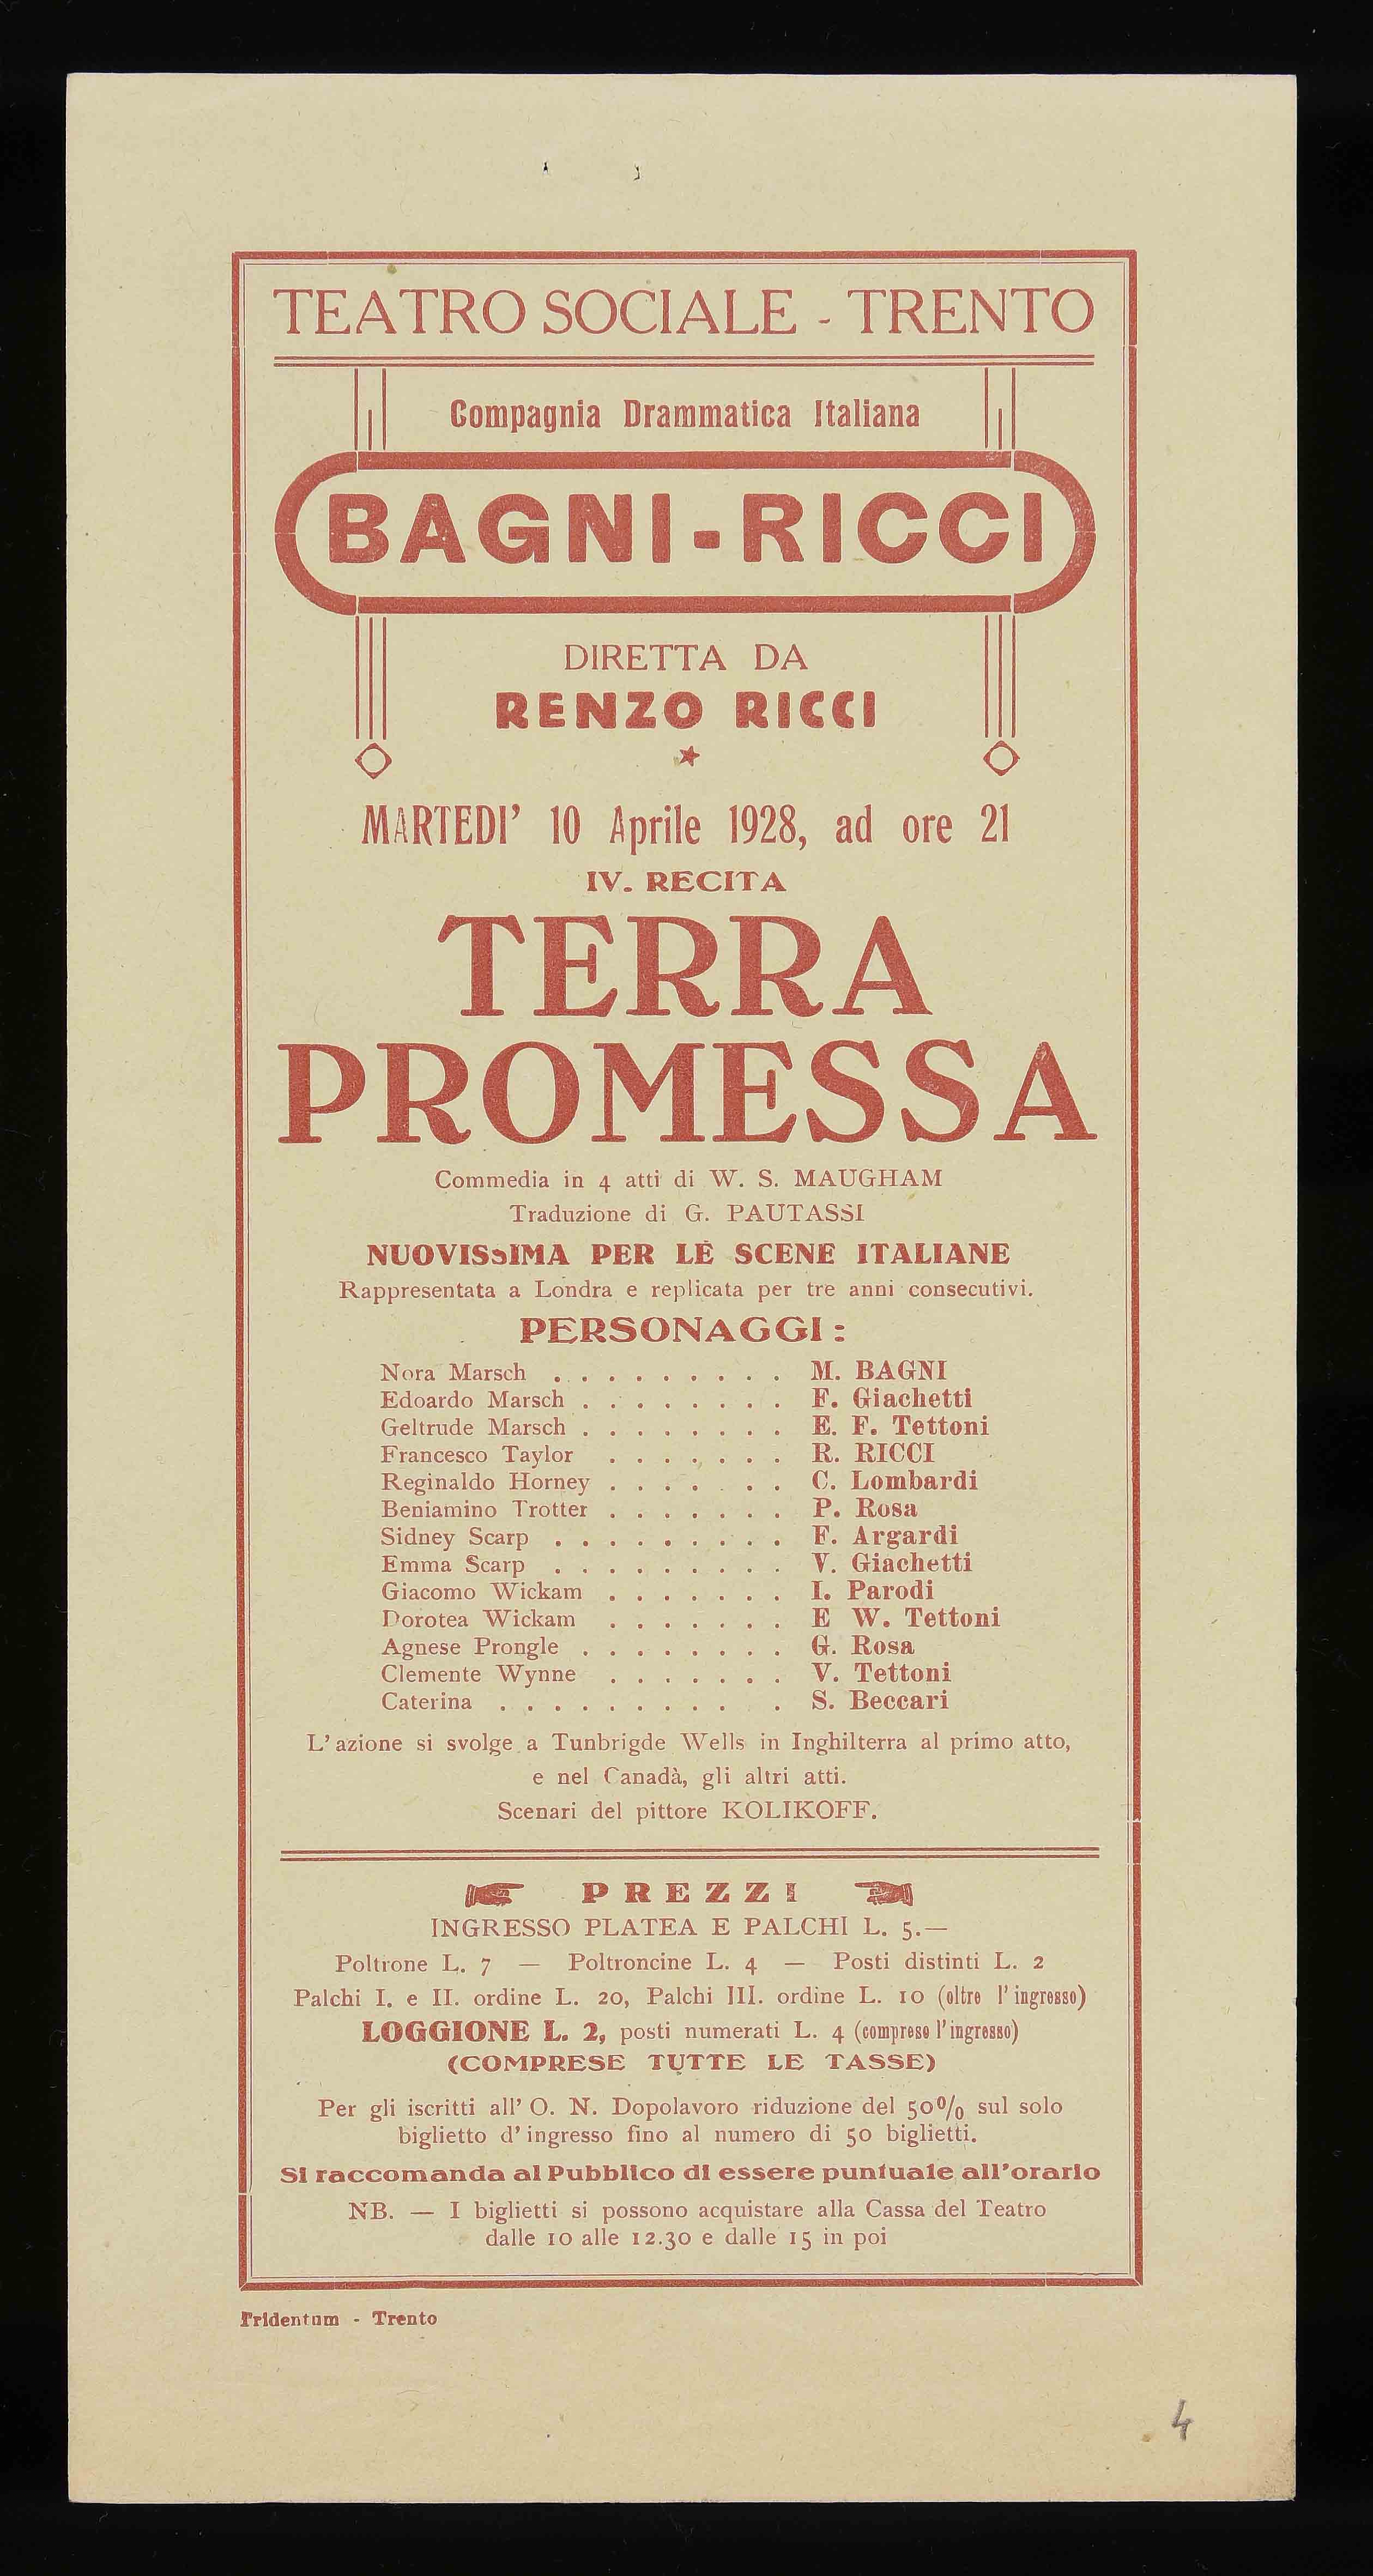 TEATRO SOCIALE - TRENTO
Compagnia Drammatica Italiana
BAGNI-RICCI
DIRETTA DA
RENZO RICCI
MARTEDI' 10 Aprile 1928, ad ore 21
IV. RECITA
TERRA
PROMESSA
Commedia in 4 atti di W. S. MAUGHAM
Traduzione di G. PAUTASSI
NUOVISsIMA PER LE SCENE ITALIANE
Rappresentata a Londra e replicata per tre anni consecutivi.
PERSONAGGI:
Nora Marsch . . . . . . . . . M. BAGNI
Edoardo Marsch . . . . . . . . F. Giachetti
Geltrude Marsch . . . . . . . . E. F. Tettoni
Francesco Taylor . . . . . . . R. RICCI
Reginaldo Horney . . . . . . . C. Lombardi
Beniamino Trotter . . . . . . . P. Rosa
Sidney Scarp . . . . . . . . . F. Argardi
Emma Scarp . . . . . . . . . V. Giachetti
Giacomo Wickam . . . . . . . I. Parodi
Dorotea Wickam . . . . . . . E W. Tettoni
Agnese Prongle . . . . . . . . G. Rosa
Clemente Wynne . . . . . . . V. Tettoni
Caterina . . . . . . . . . . S. Beccari
L'azione si svolge a Tunbrigde Wells in Inghilterra al primo atto,
e nel Canadà, gli altri atti.
Scenari del pittore KOLIKOFF.
PREZZI
INGRESSO PLATEA E PALCHI L. 5.—
Poltrone L. 7 — Poltroncine L. 4 — Posti distinti L. 2
Palchi I. e II. ordine L. 20, Palchi III. ordine L. 10 (oltre l'ingresso)
LOGGIONE L. 2, posti numerati L. 4 (compreso l'ingresso)
(COMPRESE TUTTE LE TASSE)
Per gli iscritti all'O. N. Dopolavoro riduzione del 50% sul solo
biglietto d'ingresso fino al numero di 50 biglietti.
Si raccomanda al Pubblico di essere puntuale all'orario
NB. — I biglietti si possono acquistare alla Cassa del Teatro
dalle 10 alle 12.30 e dalle 15 in poi
Tridentum - Trento
4